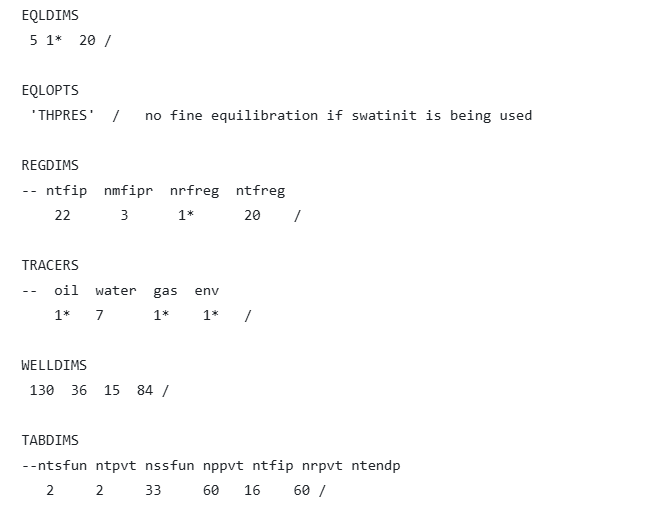 EQLDIMS
5 1*  20 /
EQLOPTS
'THPRES'  /   no fine equilibration if swatinit is being used
REGDIMS
-- ntfip  nmfipr  nrfreg  ntfreg
22      3      1*      20    /
TRACERS
--  oil  water  gas  env
1*   7      1*    1*   /
WELLDIMS
130  36  15  84 /
TABDIMS
--ntsfun ntpvt nssfun nppvt ntfip nrpvt ntendp
2     2    33     60   16    60 /